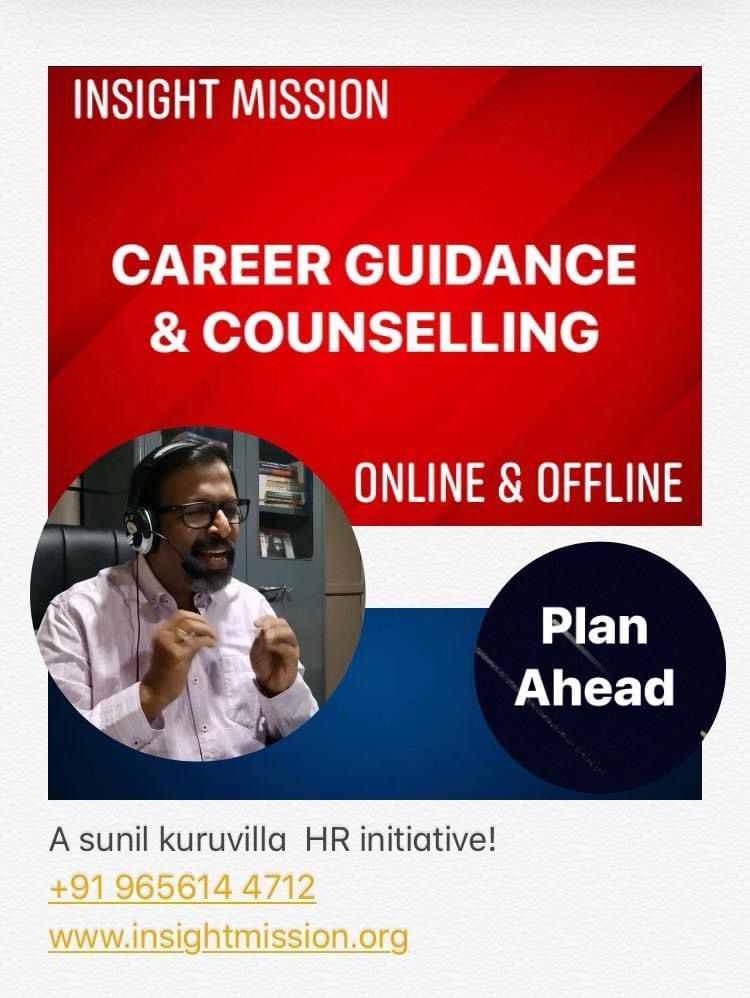 INSIGHT MISSION
CAREER GUIDANCE
& COUNSELLING
ONLINE & OFFLINE
Plan
Ahead
A sunil kuruvilla HR initiative!
+91 965614 4712
www.insightmission.org